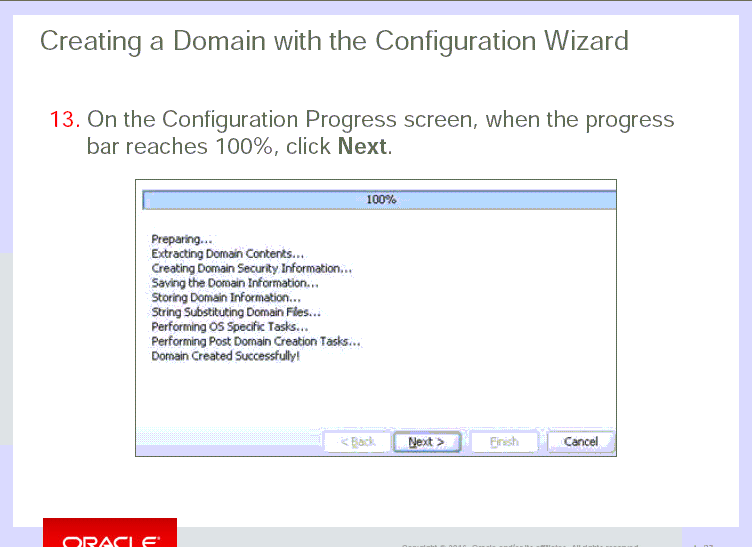 Creating a Domain with the Configuration Wizard
13. On the Configuration Progress screen, when the progress
bar reaches 100%, click Next.
100%
Preparing...
Extracting Domain Contents...
Creating Domain Security Information...
Saving the Domain Information...
Storing Domain Information...
String Substituting Domain Files...
Performing OS Specific Tasks...
Performing Post Domain Creation Tasks...
Domain Created Successfully!
< Back Next > Finish Cancel
ORACLE